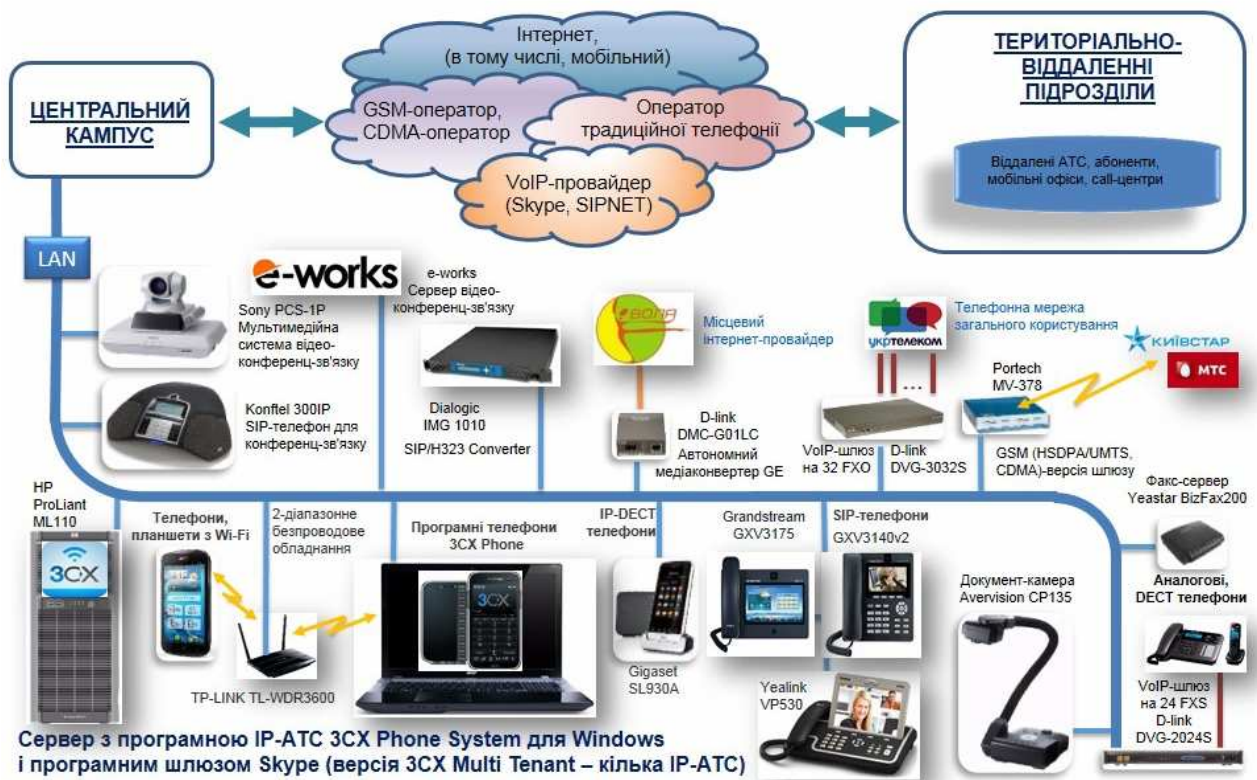 Інтернет,
(в тому числі, мобільний)
GSM-оператор,
CDMA-оператор
Оператор
традиційної телефонії
VoIP-провайдер
(Skype, SIPNET)
ЦЕНТРАЛЬНИЙ
КАМПУС
ТЕРИТОРІАЛЬНО-
ВІДДАЛЕННІ
ПІДРОЗДІЛИ
Віддалені АТС, абоненти,
мобільні офіси, call-центри
LAN
Sony PCS-1P
Мультимедійна
система відео-
конференц-зв'язку
Konftel 300IP
SIP-телефон для
конференц-зв'язку
e-works
e-works
Сервер відео-
конференц-зв'язку
Dialogic
IMG 1010
SIP/H323 Converter
ВОЛЯ
Місцевий
інтернет-провайдер
D-link
DMC-G01LC
Автономний
медіаконвертер GE
укртелеком
Телефонна мережа
загального користування
...
VoIP-шлюз
на 32 FXO
D-link
DVG-3032S
Portech
MV-378
GSM (HSDPA/UMTS,
CDMA)-версія шлюзу
КИЇВСТАР
МТС
Факс-сервер
Yeastar BizFax200
HP
ProLiant
ML110
3CX
Телефони,
планшети з Wi-Fi
2-діапазонне
безпроводове
обладнання
TP-LINK TL-WDR3600
Програмні телефони
3CX Phone
3CX
IP-DECT
телефони
Gigaset
SL930A
Grandstream
GXV3175
SIP-телефони
GXV3140v2
Yealink
VP530
Документ-камера
Avervision CP135
Аналогові,
DECT телефони
VoIP-шлюз
на 24 FXS
D-link
DVG-2024S
Сервер з програмною IP-АТС 3CX Phone System для Windows
і програмним шлюзом Skype (версія 3CX Multi Tenant – кілька IP-АТС)